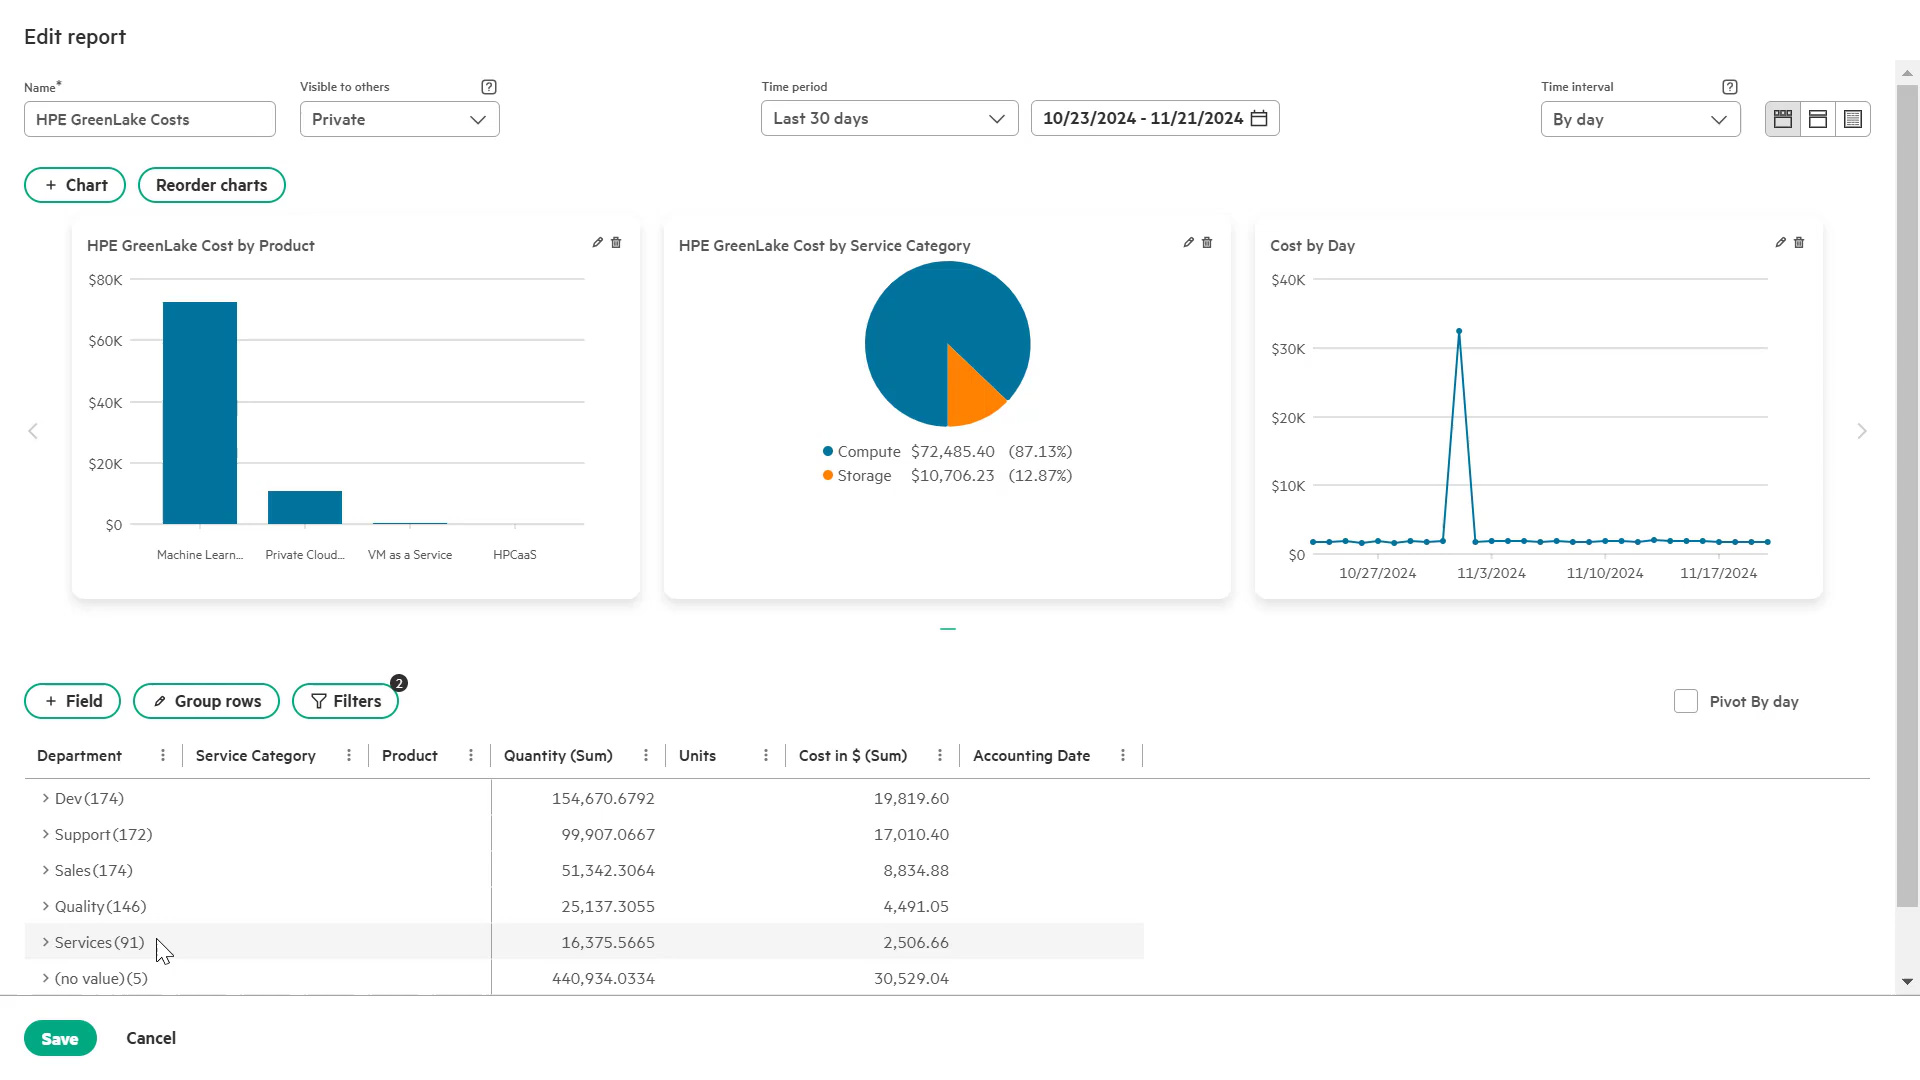 Edit report
Name*
Visible to others
?
Time period
Time interval
?
HPE GreenLake Costs
Private
Last 30 days
10/23/2024 - 11/21/2024
By day
+ Chart
Reorder charts
HPE GreenLake Cost by Product
$80K
$60K
$40K
$20K
$0
Machine Learn...
Private Cloud...
VM as a Service
HPCaaS
HPE GreenLake Cost by Service Category
Compute $72,485.40 (87.13%)
Storage $10,706.23 (12.87%)
Cost by Day
$40K
$30K
$20K
$10K
$0
10/27/2024
11/3/2024
11/10/2024
11/17/2024
+ Field
Group rows
Filters
2
Pivot By day
Department Service Category Product Quantity (Sum) Units Cost in $ (Sum) Accounting Date
Dev (174) 154,670.6792 19,819.60
Support (172) 99,907.0667 17,010.40
Sales (174) 51,342.3064 8,834.88
Quality (146) 25,137.3055 4,491.05
Services (91) 16,375.5665 2,506.66
(no value) (5) 440,934.0334 30,529.04
Save
Cancel